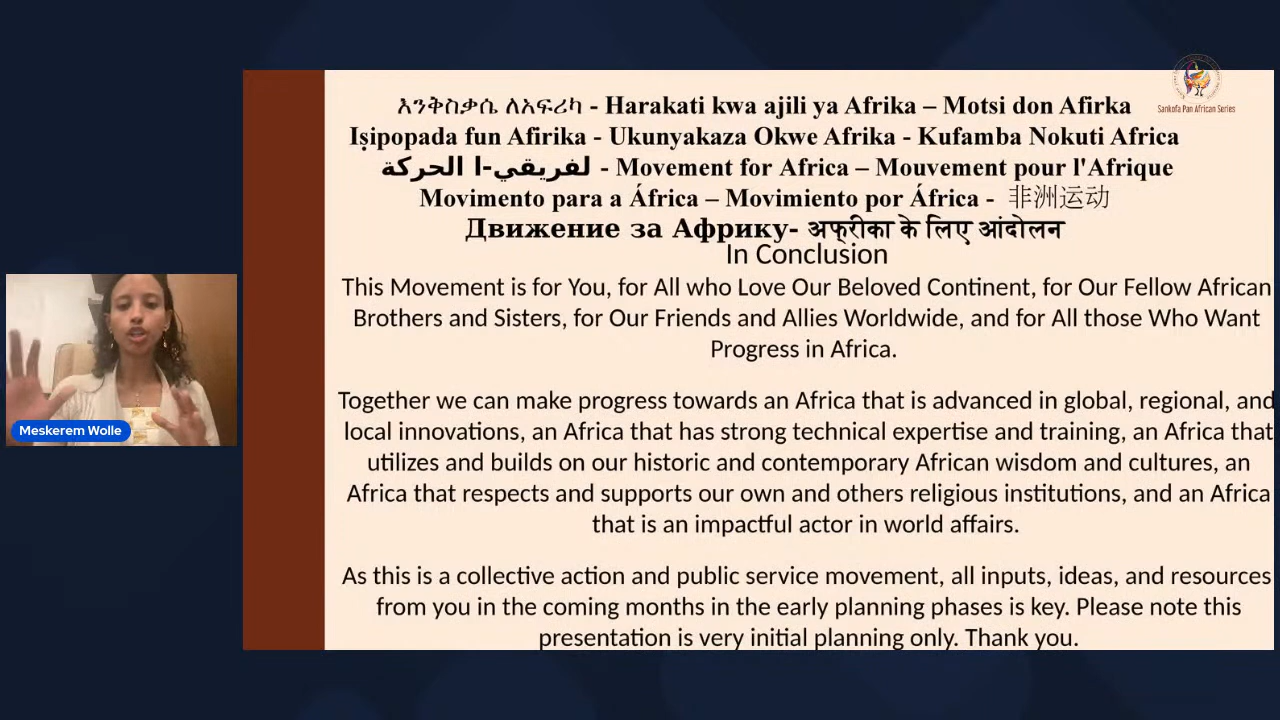 እንቅስቃሴ ለአፍሪካ - Harakati kwa ajili ya Afrika – Motsi don Afirka
Iṣipopada fun Afirika - Ukunyakaza Okwe Afrika - Kufamba Nokuti Africa
لفريقي-ا الحركة - Movement for Africa – Mouvement pour l'Afrique
Movimento para a África – Movimiento por África - 非洲运动
Движение за Африку- अफ्रीका के लिए आंदोलन
In Conclusion
This Movement is for You, for All who Love Our Beloved Continent, for Our Fellow African
Brothers and Sisters, for Our Friends and Allies Worldwide, and for All those Who Want
Progress in Africa.
Together we can make progress towards an Africa that is advanced in global, regional, and
local innovations, an Africa that has strong technical expertise and training, an Africa that
utilizes and builds on our historic and contemporary African wisdom and cultures, an
Africa that respects and supports our own and others religious institutions, and an Africa
that is an impactful actor in world affairs.
As this is a collective action and public service movement, all inputs, ideas, and resources
from you in the coming months in the early planning phases is key. Please note this
presentation is very initial planning only. Thank you.
Sankofa Pan African Series
Meskerem Wolle